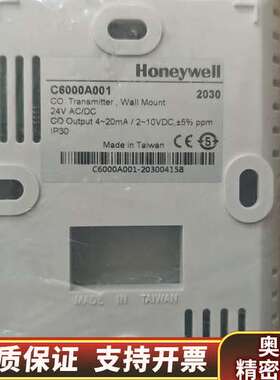 Honeywell
C6000A001
2030
CO Transmitter, Wall Mount
24V AC/DC
CO Output 4~20mA / 2~10VDC,±5% ppm
IP30
Made in Taiwan
C6000A001-203004158
MADE IN TAIWAN
质保证 支持开票
奥
精密